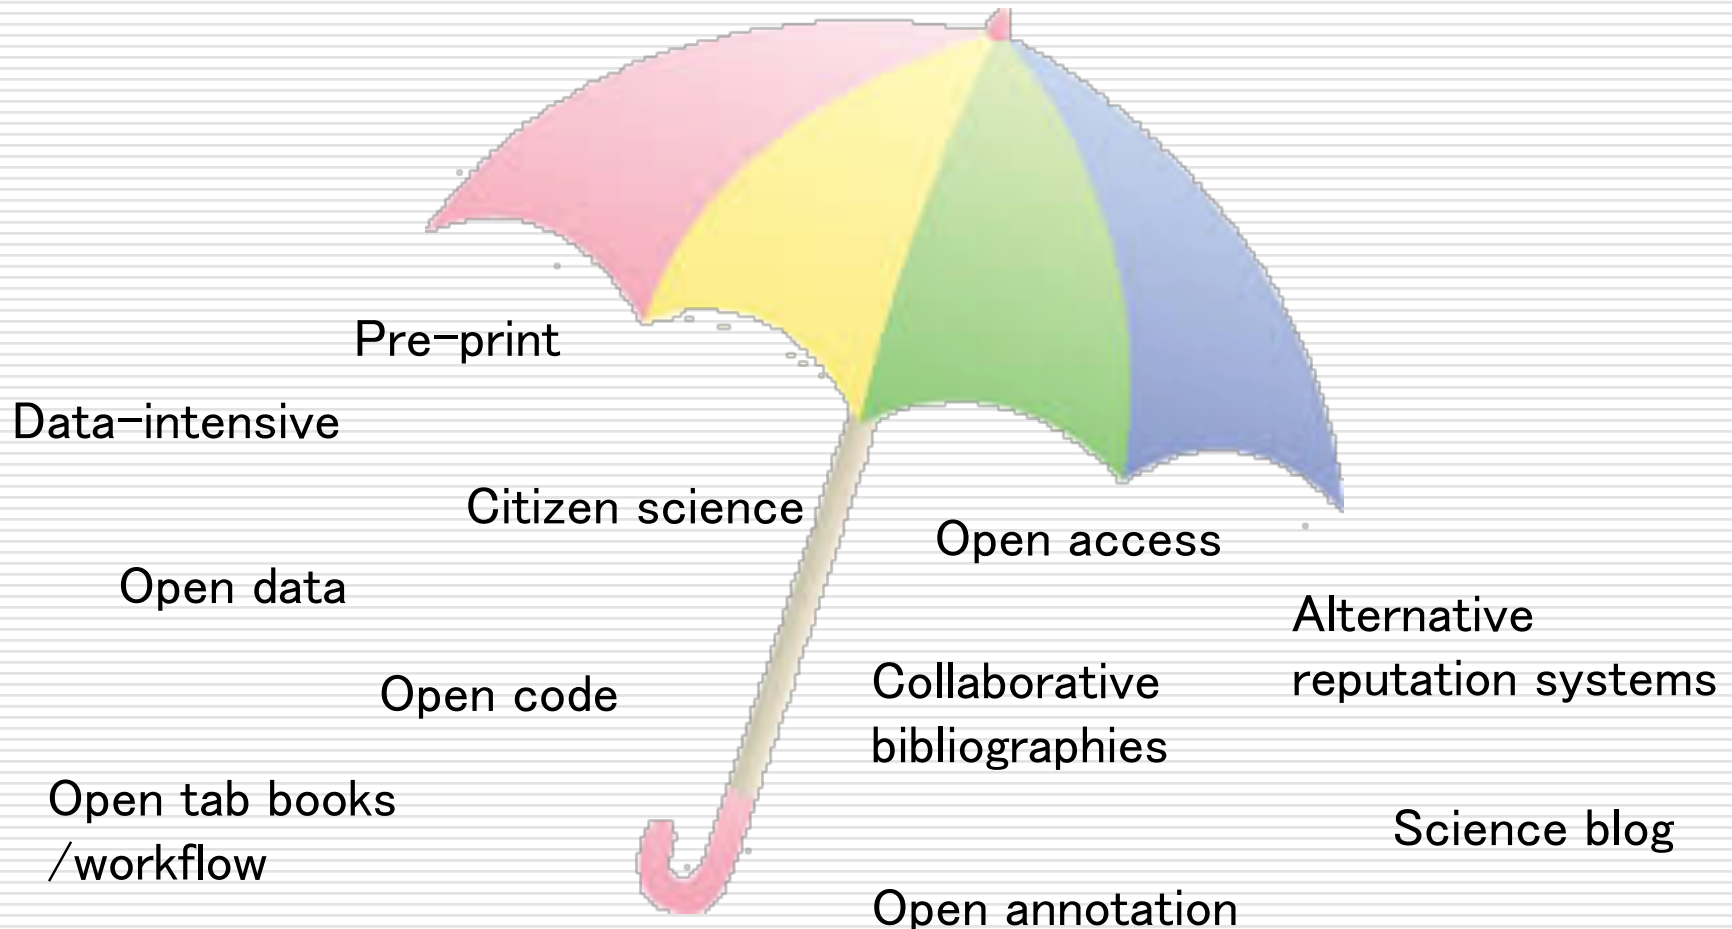 Pre-print
Data-intensive
Citizen science
Open access
Open data
Alternative
reputation systems
Open code
Collaborative
bibliographies
Open tab books
/workflow
Science blog
Open annotation